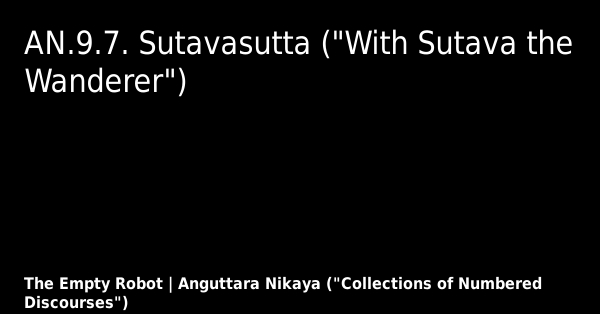 AN.9.7. Sutavasutta ("With Sutava the
Wanderer")
The Empty Robot | Anguttara Nikaya ("Collections of Numbered
Discourses")